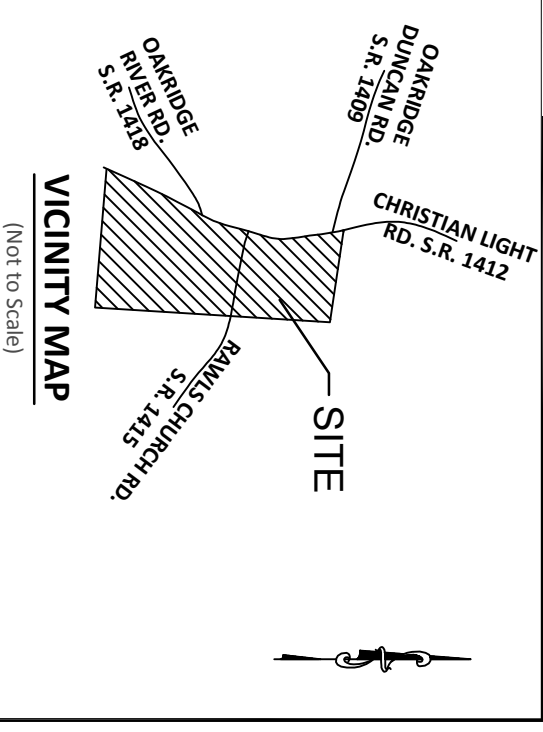 OAKRIDGE
DUNCAN RD.
S.R. 1409
CHRISTIAN LIGHT
RD. S.R. 1412
OAKRIDGE
RIVER RD.
S.R. 1418
SITE
RAWLS CHURCH RD.
S.R. 1415
VICINITY MAP
(Not to Scale)